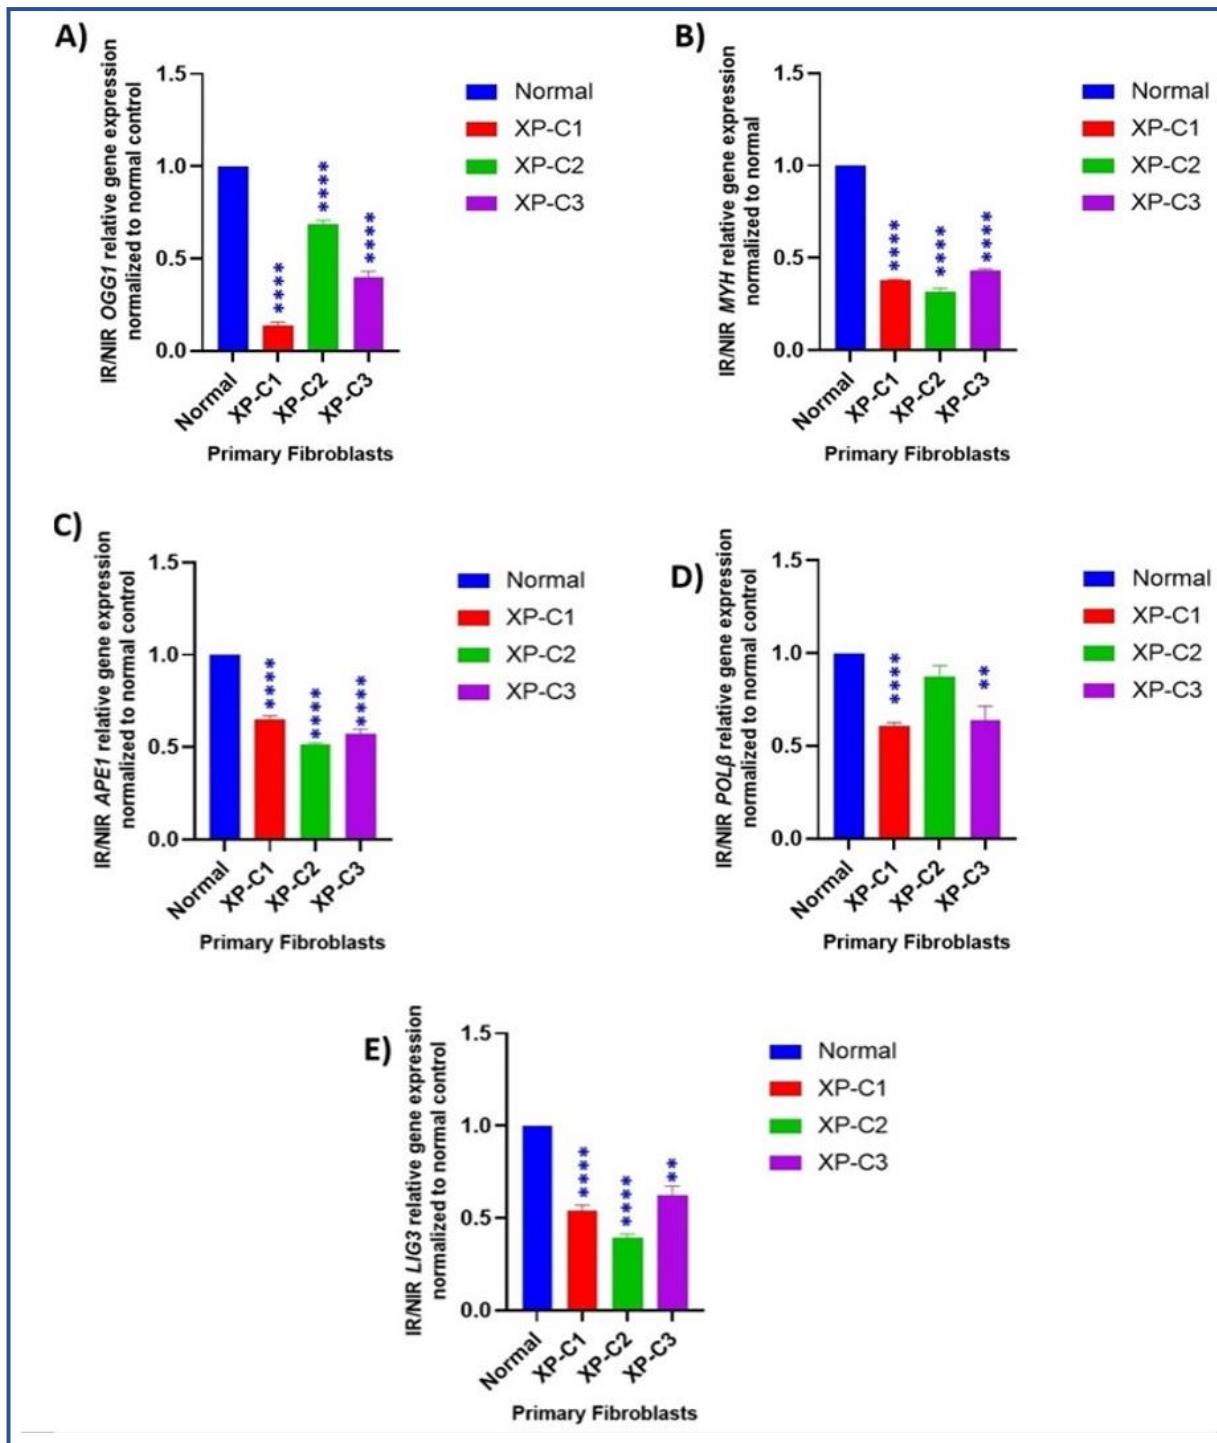 A)
IR/NIR OGG1 relative gene expression
normalized to normal control
1.5
1.0
0.5
0.0
****
****
****
Normal
XP-C1
XP-C2
XP-C3
Primary Fibroblasts
Normal
XP-C1
XP-C2
XP-C3
B)
IR/NIR MYH relative gene expression
normalized to normal
1.5
1.0
0.5
0.0
****
****
****
Normal
XP-C1
XP-C2
XP-C3
Primary Fibroblasts
Normal
XP-C1
XP-C2
XP-C3
C)
IR/NIR APE1 relative gene expression
normalized to normal control
1.5
1.0
0.5
0.0
****
****
****
Normal
XP-C1
XP-C2
XP-C3
Primary Fibroblasts
Normal
XP-C1
XP-C2
XP-C3
D)
IR/NIR POLβ relative gene expression
normalized to normal control
1.5
1.0
0.5
0.0
****
**
Normal
XP-C1
XP-C2
XP-C3
Primary Fibroblasts
Normal
XP-C1
XP-C2
XP-C3
E)
IR/NIR LIG3 relative gene expression
normalized to normal control
1.5
1.0
0.5
0.0
****
****
**
Normal
XP-C1
XP-C2
XP-C3
Primary Fibroblasts
Normal
XP-C1
XP-C2
XP-C3